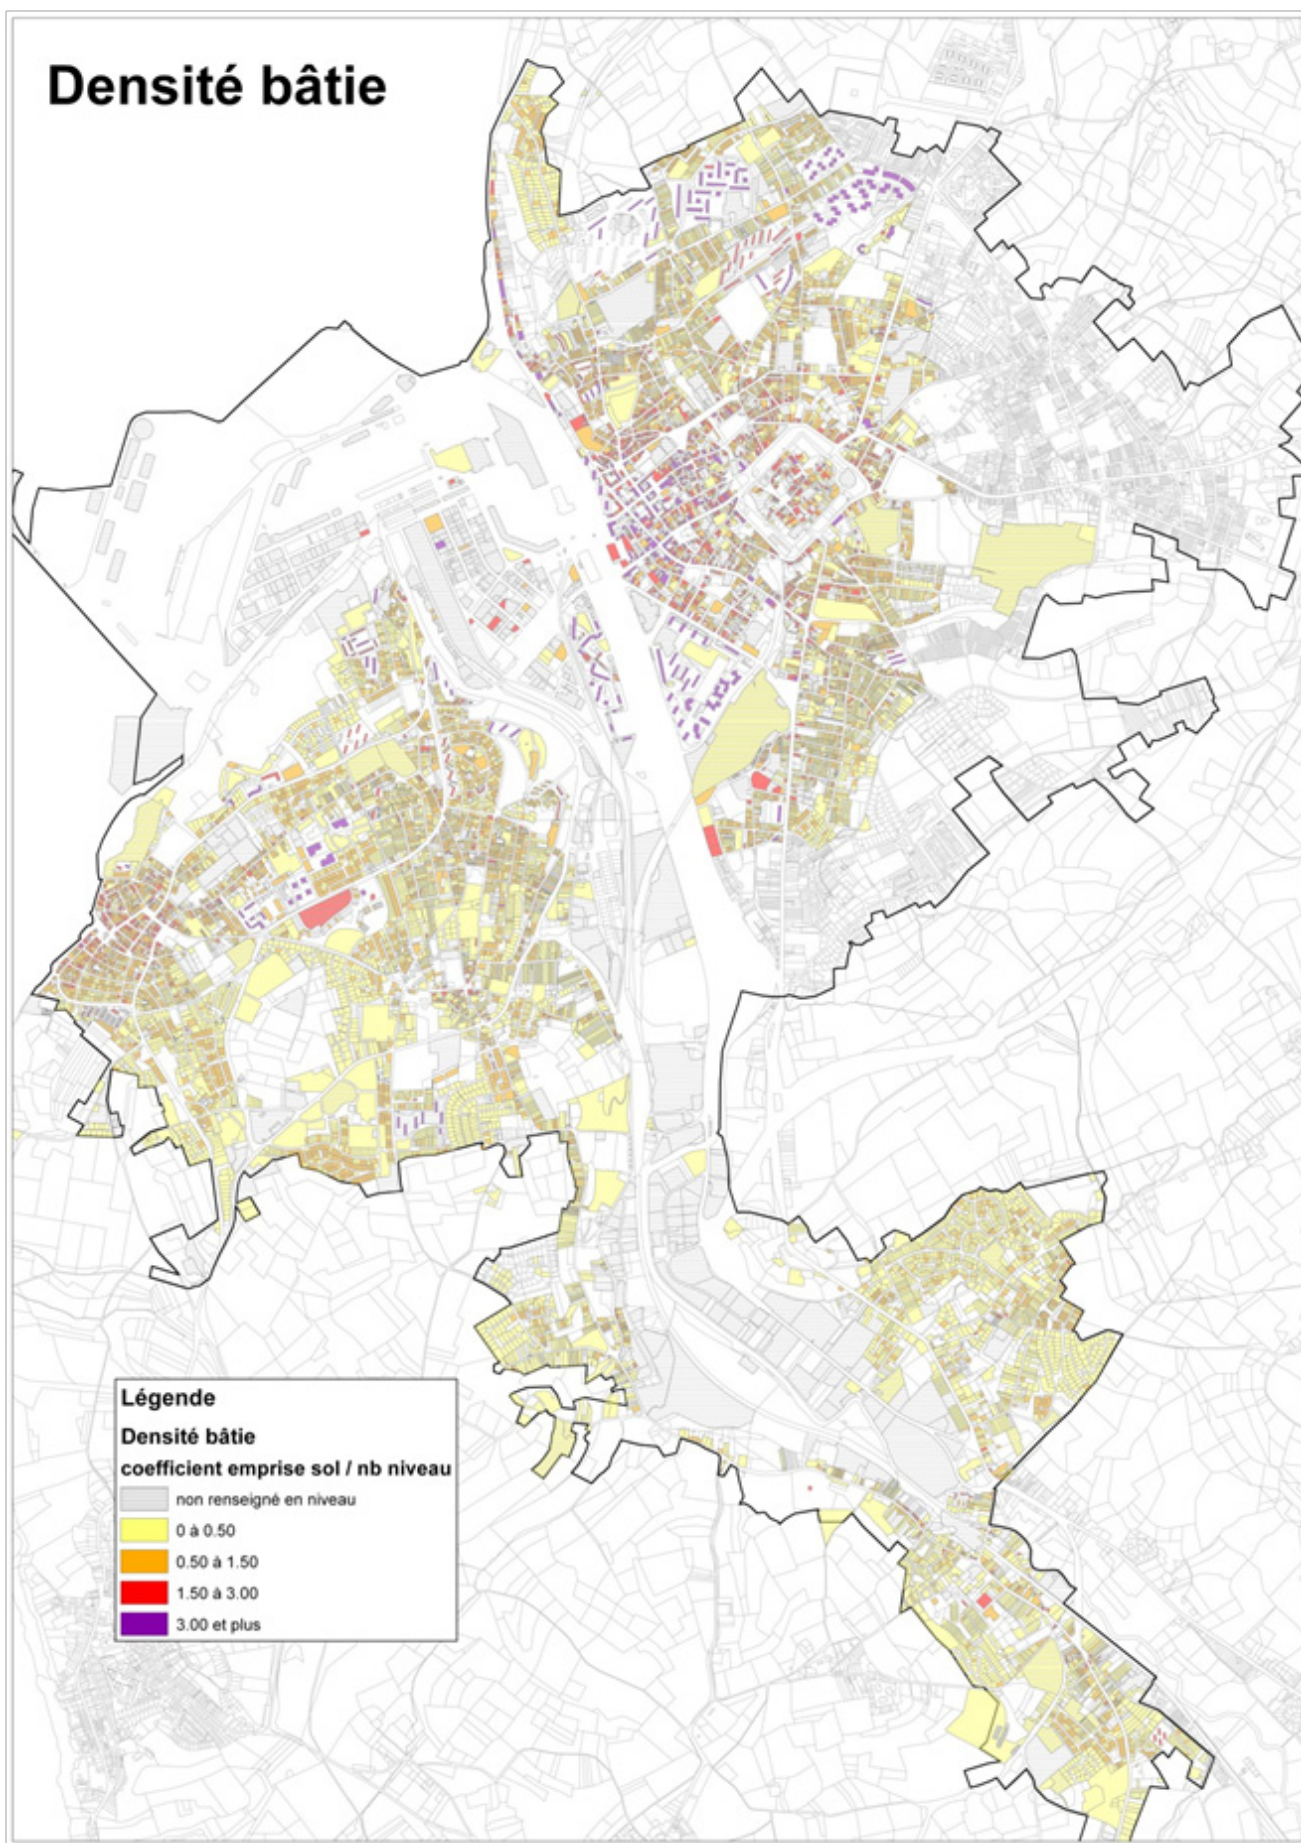 Densité bâtie
Légende
Densité bâtie
coefficient emprise sol / nb niveau
non renseigné en niveau
0 à 0.50
0.50 à 1.50
1.50 à 3.00
3.00 et plus